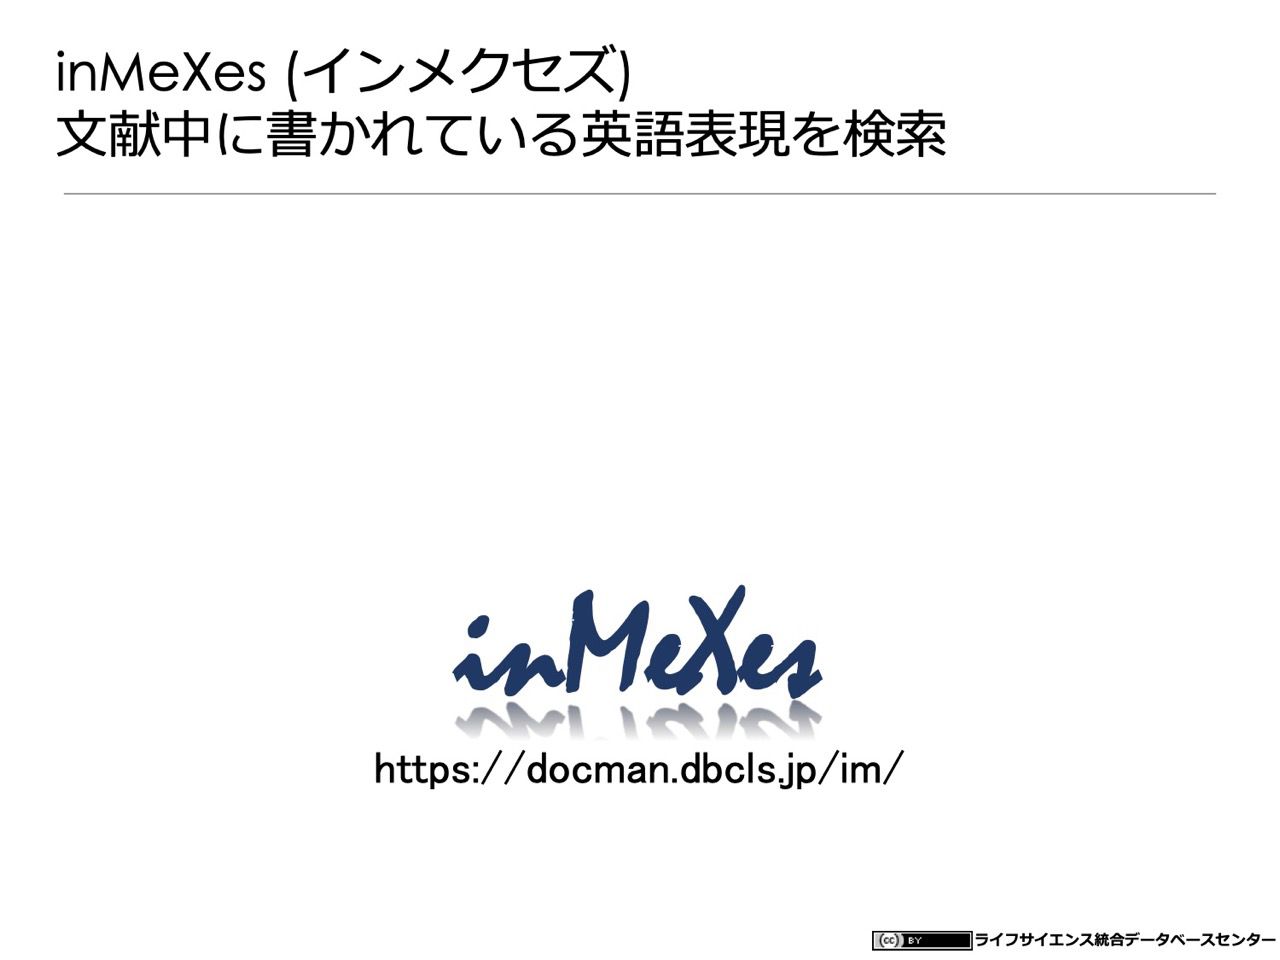 inMeXes (インメクセズ)
文献中に書かれている英語表現を検索
inMeXes
https://docman.dbcls.jp/im/
cc BY ライフサイエンス統合データベースセンター